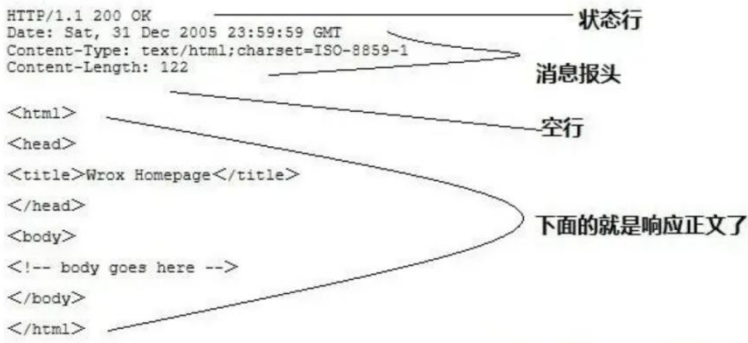 HTTP/1.1 200 OK
状态行
Date: Sat, 31 Dec 2005 23:59:59 GMT
Content-Type: text/html;charset=ISO-8859-1
Content-Length: 122
消息报头
空行
<html>
<head>
<title>Wrox Homepage</title>
</head>
下面的就是响应正文了
<body>
<!-- body goes here -->
</body>
</html>